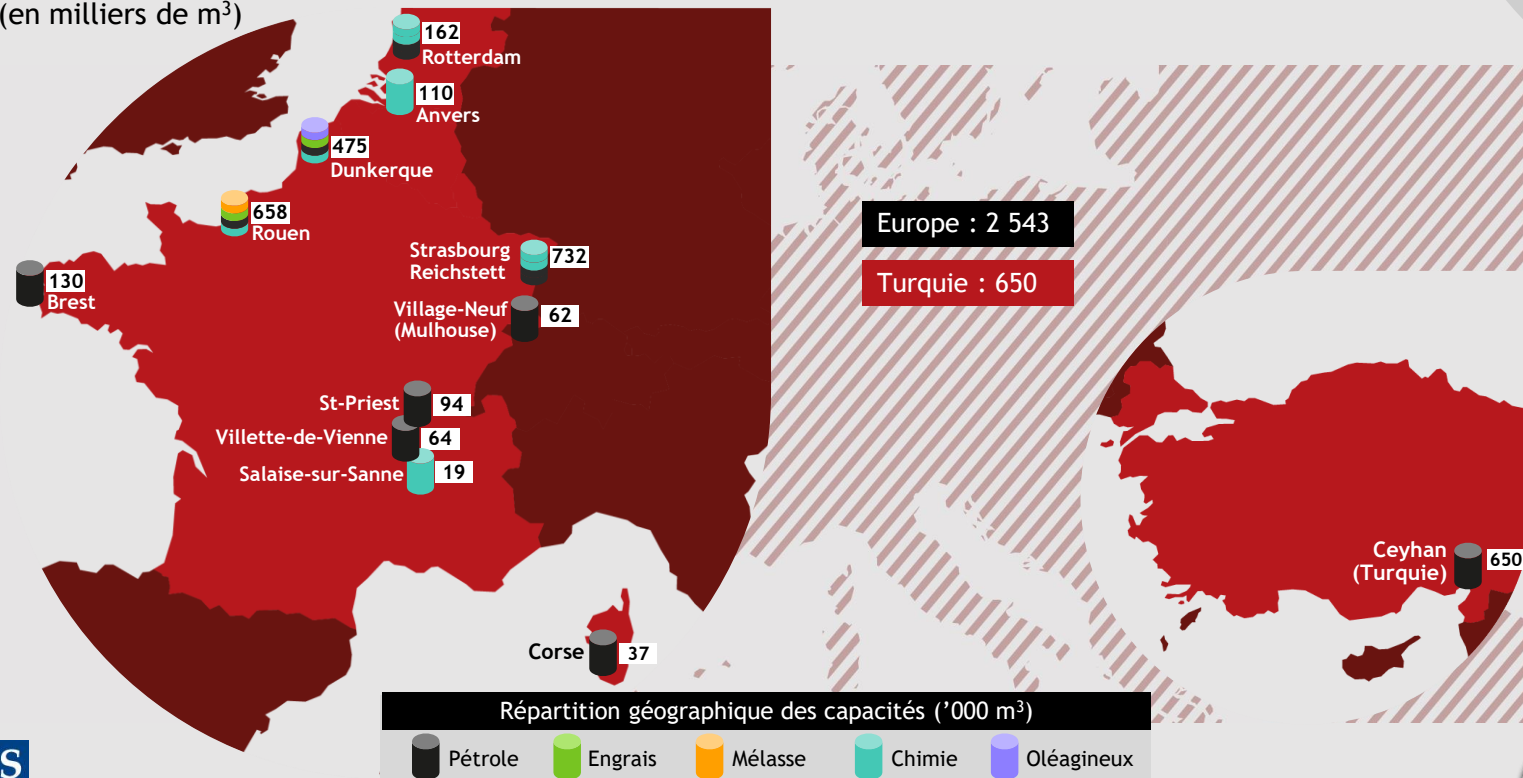 (en milliers de m³)
162
Rotterdam
110
Anvers
475
Dunkerque
658
Rouen
130
Brest
Strasbourg
Reichstett
732
Village-Neuf
(Mulhouse)
62
St-Priest
94
Villette-de-Vienne
64
Salaise-sur-Sanne
19
Corse
37
Europe : 2 543
Turquie : 650
Ceyhan
(Turquie)
650
Répartition géographique des capacités (’000 m³)
Pétrole
Engrais
Mélasse
Chimie
Oléagineux
S